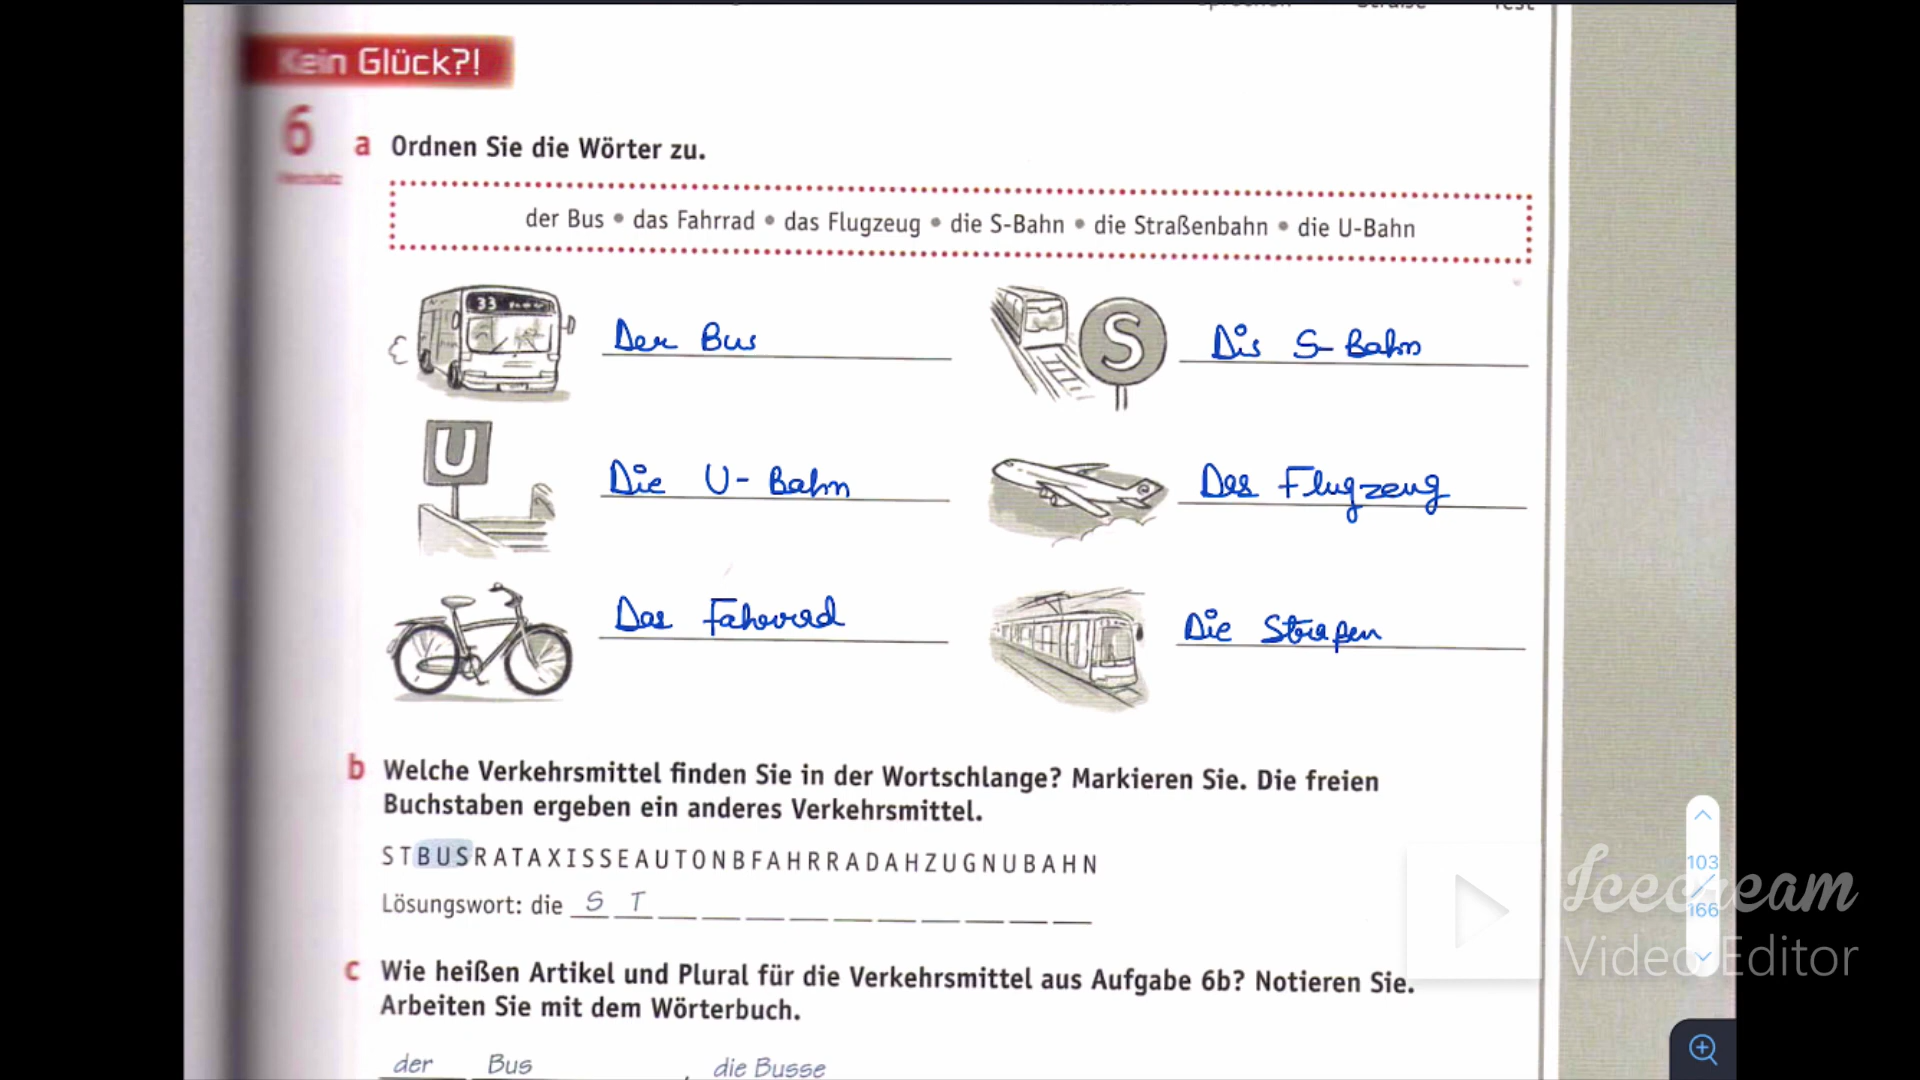 Kein Glück?!
6
a Ordnen Sie die Wörter zu.
der Bus • das Fahrrad • das Flugzeug • die S-Bahn • die Straßenbahn • die U-Bahn
33
Der Bus
S
Die S-Bahn
U
Die U-Bahn
Das Flugzeug
Das Fahrrad
Die Straßen
b Welche Verkehrsmittel finden Sie in der Wortschlange? Markieren Sie. Die freien
Buchstaben ergeben ein anderes Verkehrsmittel.
STBUSRATAXISSEAUTONBFAHRRADAHZUGNUBAHN
Lösungswort: die S T
c Wie heißen Artikel und Plural für die Verkehrsmittel aus Aufgabe 6b? Notieren Sie.
Arbeiten Sie mit dem Wörterbuch.
der Bus , die Busse
103
166
Icecream
Video Editor